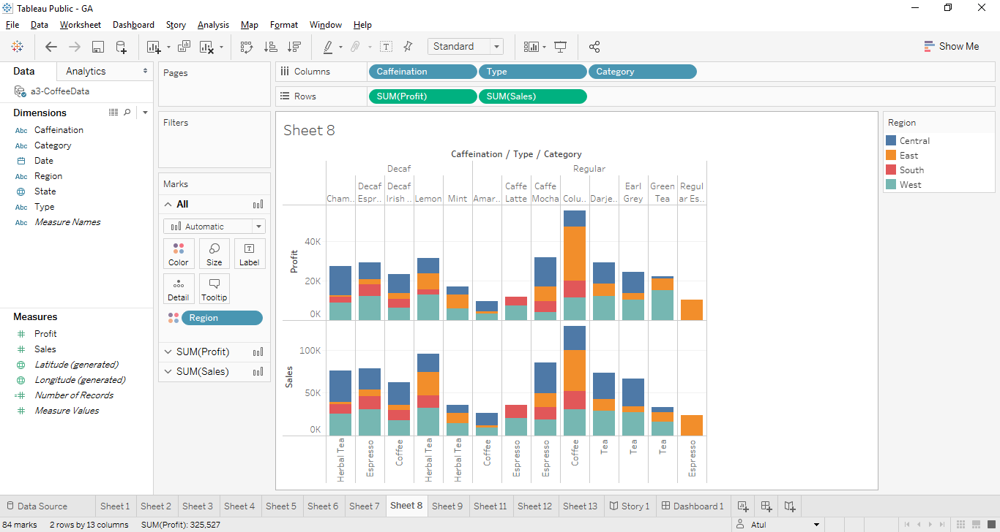 Tableau Public - GA
File Data Worksheet Dashboard Story Analysis Map Format Window Help
Standard
Show Me
Data Analytics
a3-CoffeeData
Dimensions
Abc Caffeination
Abc Category
Date
Abc Region
State
Abc Type
Abc Measure Names
Measures
Profit
Sales
Latitude (generated)
Longitude (generated)
Number of Records
Measure Values
Pages
Filters
Marks
All
Automatic
Color Size Label
Detail Tooltip
Region
SUM(Profit)
SUM(Sales)
Columns Caffeination Type Category
Rows SUM(Profit) SUM(Sales)
Sheet 8
Caffeination / Type / Category
Decaf Regular
Cham.. Decaf Espr.. Decaf Irish .. Lemon Mint Amar.. Caffe Latte Caffe Mocha Colu.. Darje.. Earl Grey Green Tea Regul ar Es..
Profit
40K
20K
0K
Sales
100K
50K
0K
Herbal Tea Espresso Coffee Herbal Tea Herbal Tea Coffee Espresso Espresso Coffee Tea Tea Tea Espresso
Region
Central
East
South
West
Data Source Sheet 1 Sheet 2 Sheet 3 Sheet 4 Sheet 5 Sheet 6 Sheet 7 Sheet 8 Sheet 9 Sheet 11 Sheet 12 Sheet 13 Story 1 Dashboard 1
84 marks 2 rows by 13 columns SUM(Profit): 325,527 Atul